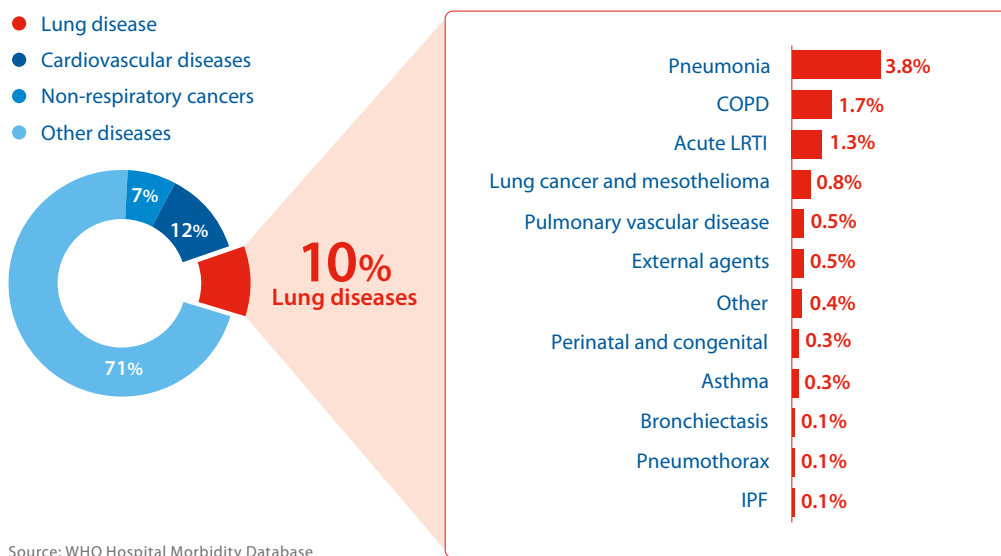 Lung disease
Cardiovascular diseases
Non-respiratory cancers
Other diseases
7%
12%
71%
10%
Lung diseases
Pneumonia 3.8%
COPD 1.7%
Acute LRTI 1.3%
Lung cancer and mesothelioma 0.8%
Pulmonary vascular disease 0.5%
External agents 0.5%
Other 0.4%
Perinatal and congenital 0.3%
Asthma 0.3%
Bronchiectasis 0.1%
Pneumothorax 0.1%
IPF 0.1%
Source: WHO Hospital Morbidity Database